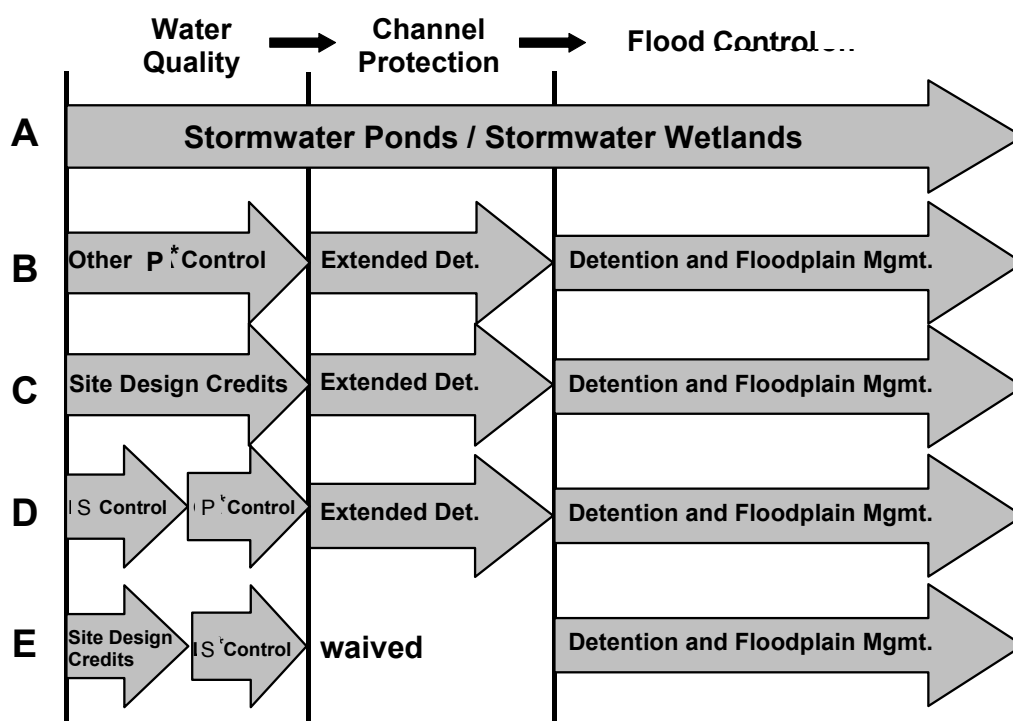 Water
Quality
Channel
Protection
Flood Control
A
Stormwater Ponds / Stormwater Wetlands
B
Other P* Control
Extended Det.
Detention and Floodplain Mgmt.
C
Site Design Credits
Extended Det.
Detention and Floodplain Mgmt.
D
S Control
P* Control
Extended Det.
Detention and Floodplain Mgmt.
E
Site Design
Credits
S* Control
waived
Detention and Floodplain Mgmt.